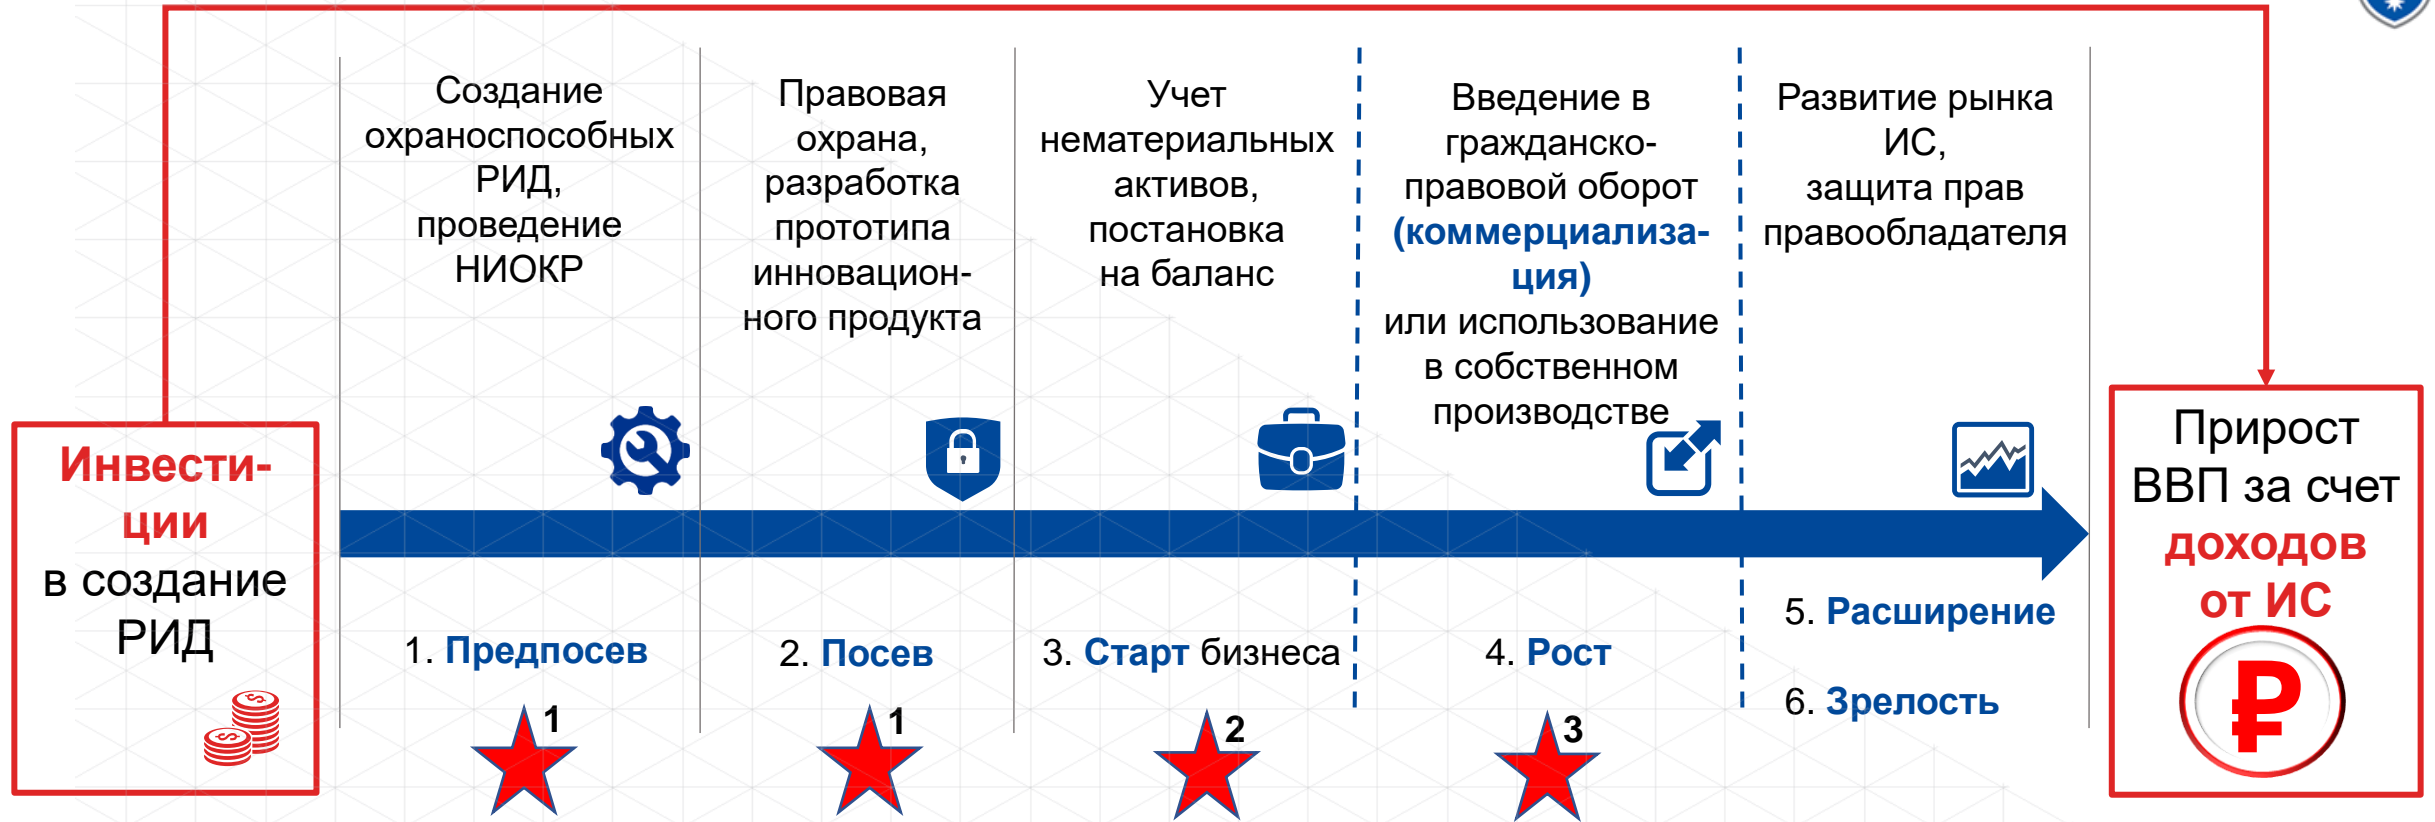 Инвести-
ции
в создание
РИД
Создание
охраноспособных
РИД,
проведение
НИОКР
1. Предпосев
1
Правовая
охрана,
разработка
прототипа
инновацион-
ного продукта
2. Посев
1
Учет
нематериальных
активов,
постановка
на баланс
3. Старт бизнеса
2
Введение в
гражданско-
правовой оборот
(коммерциализа-
ция)
или использование
в собственном
производстве
4. Рост
3
Развитие рынка
ИС,
защита прав
правообладателя
5. Расширение
6. Зрелость
Прирост
ВВП за счет
доходов
от ИС
₽